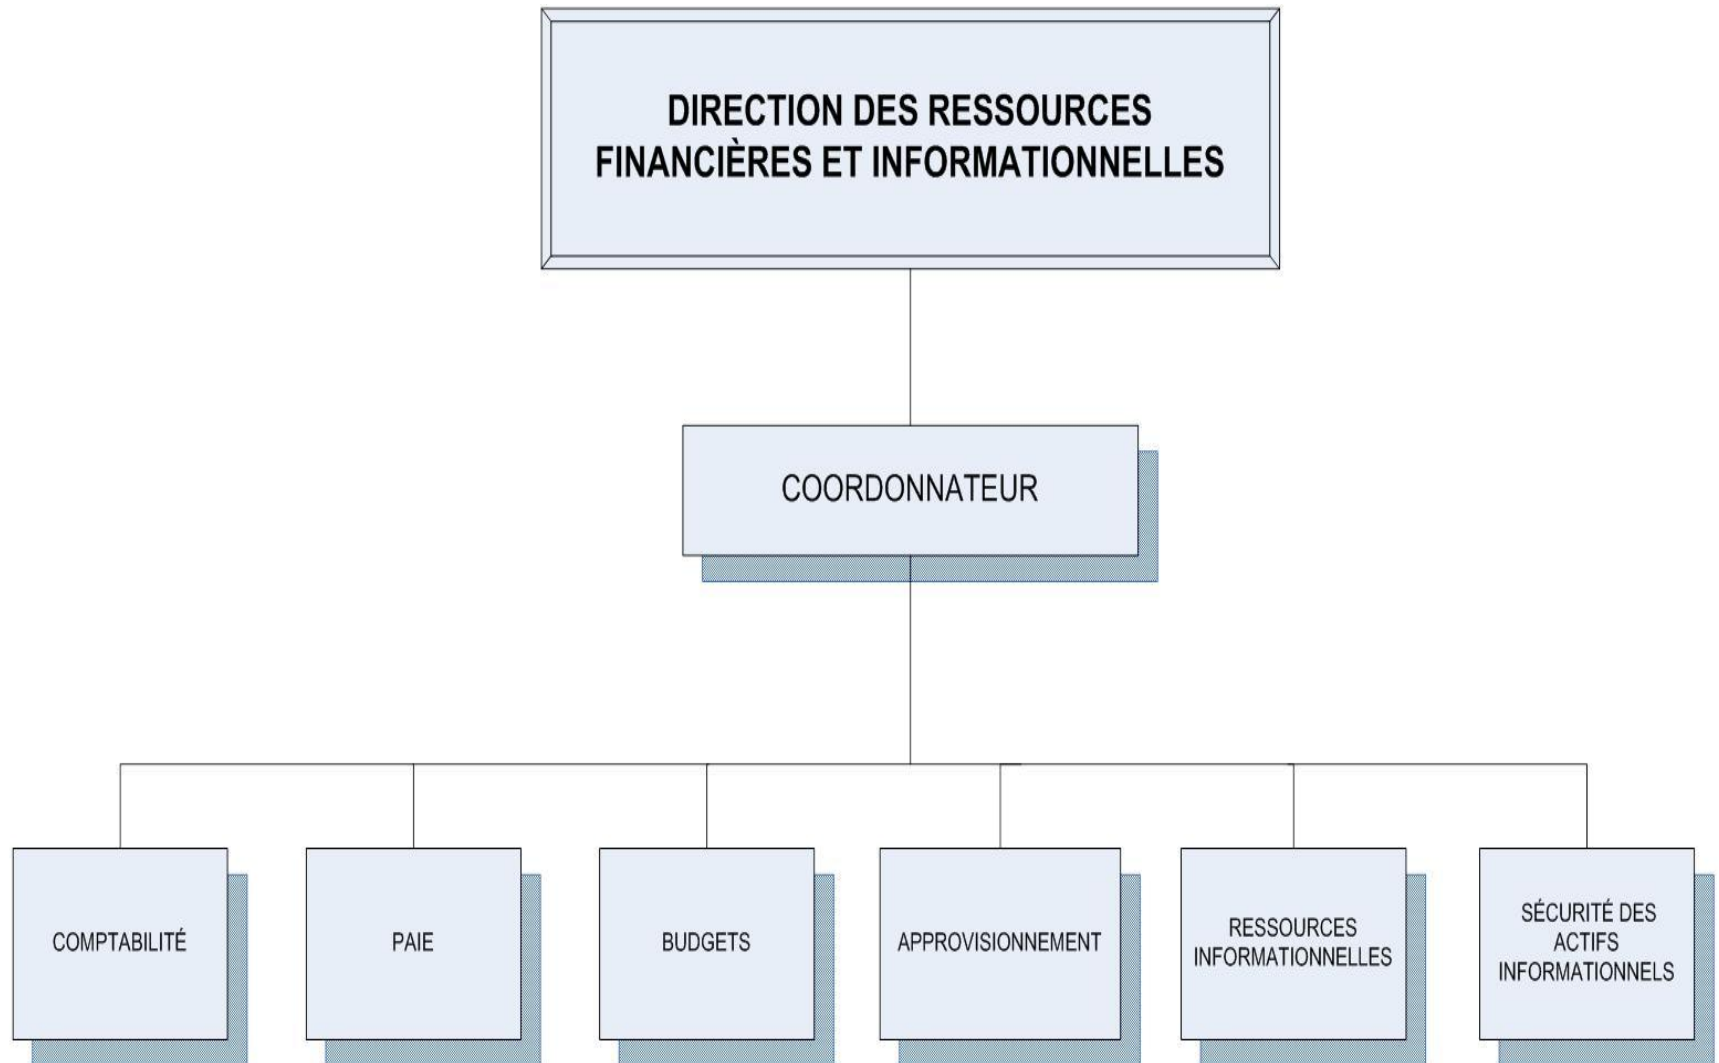 DIRECTION DES RESSOURCES
FINANCIÈRES ET INFORMATIONNELLES
COORDONNATEUR
COMPTABILITÉ
PAIE
BUDGETS
APPROVISIONNEMENT
RESSOURCES
INFORMATIONNELLES
SÉCURITÉ DES
ACTIFS
INFORMATIONNELS